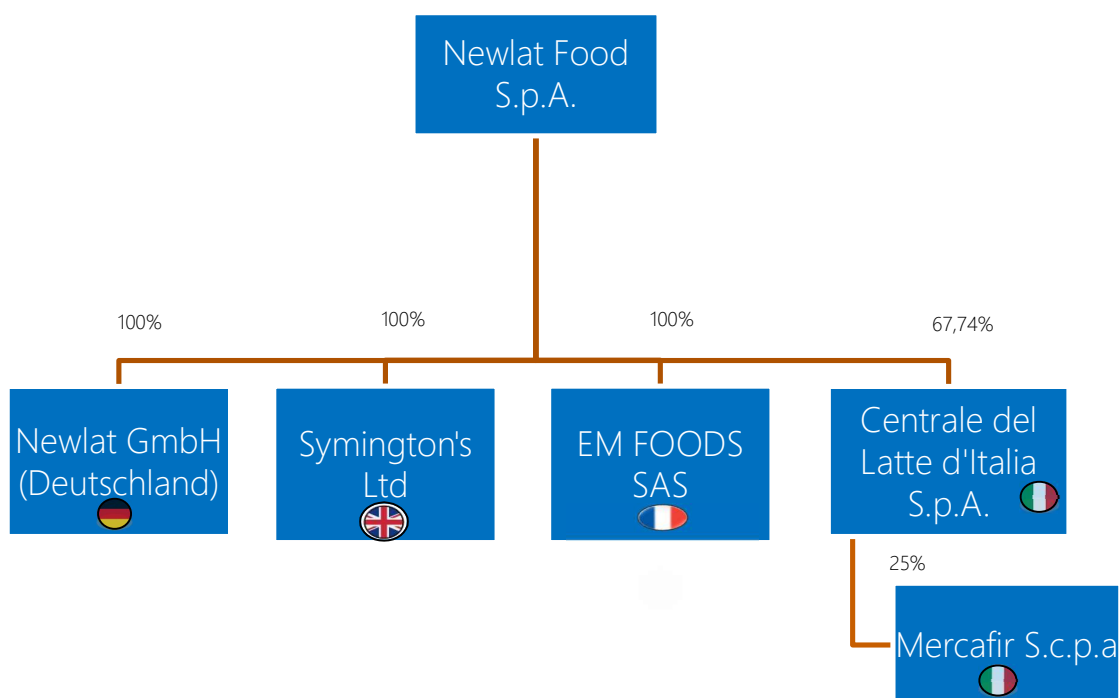 Newlat Food
S.p.A.
100%
100%
100%
67,74%
Newlat GmbH
(Deutschland)
Symington's
Ltd
EM FOODS
SAS
Centrale del
Latte d'Italia
S.p.A.
25%
Mercafir S.c.p.a